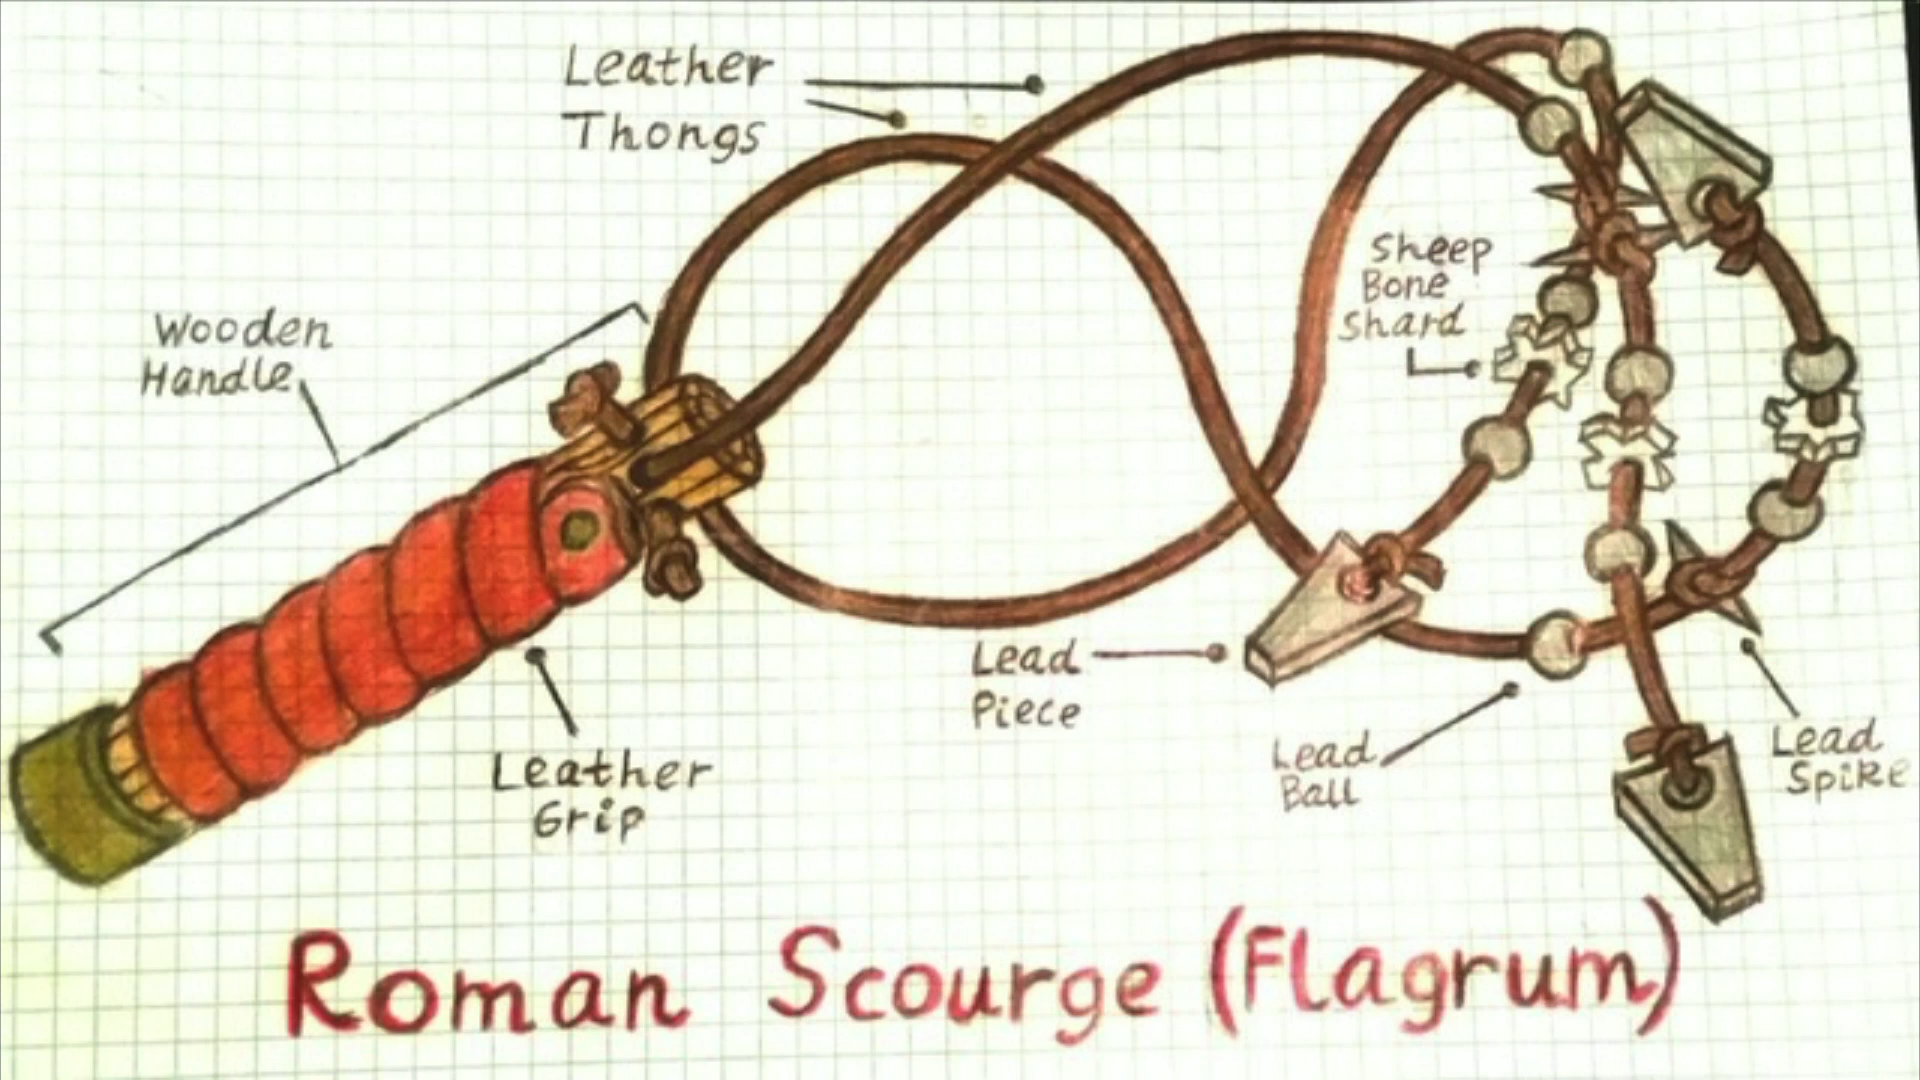 Leather
Thongs
Sheep
Bone
Shard
Wooden
Handle
Lead
Piece
Lead
Ball
Lead
Spike
Leather
Grip
Roman Scourge (Flagrum)